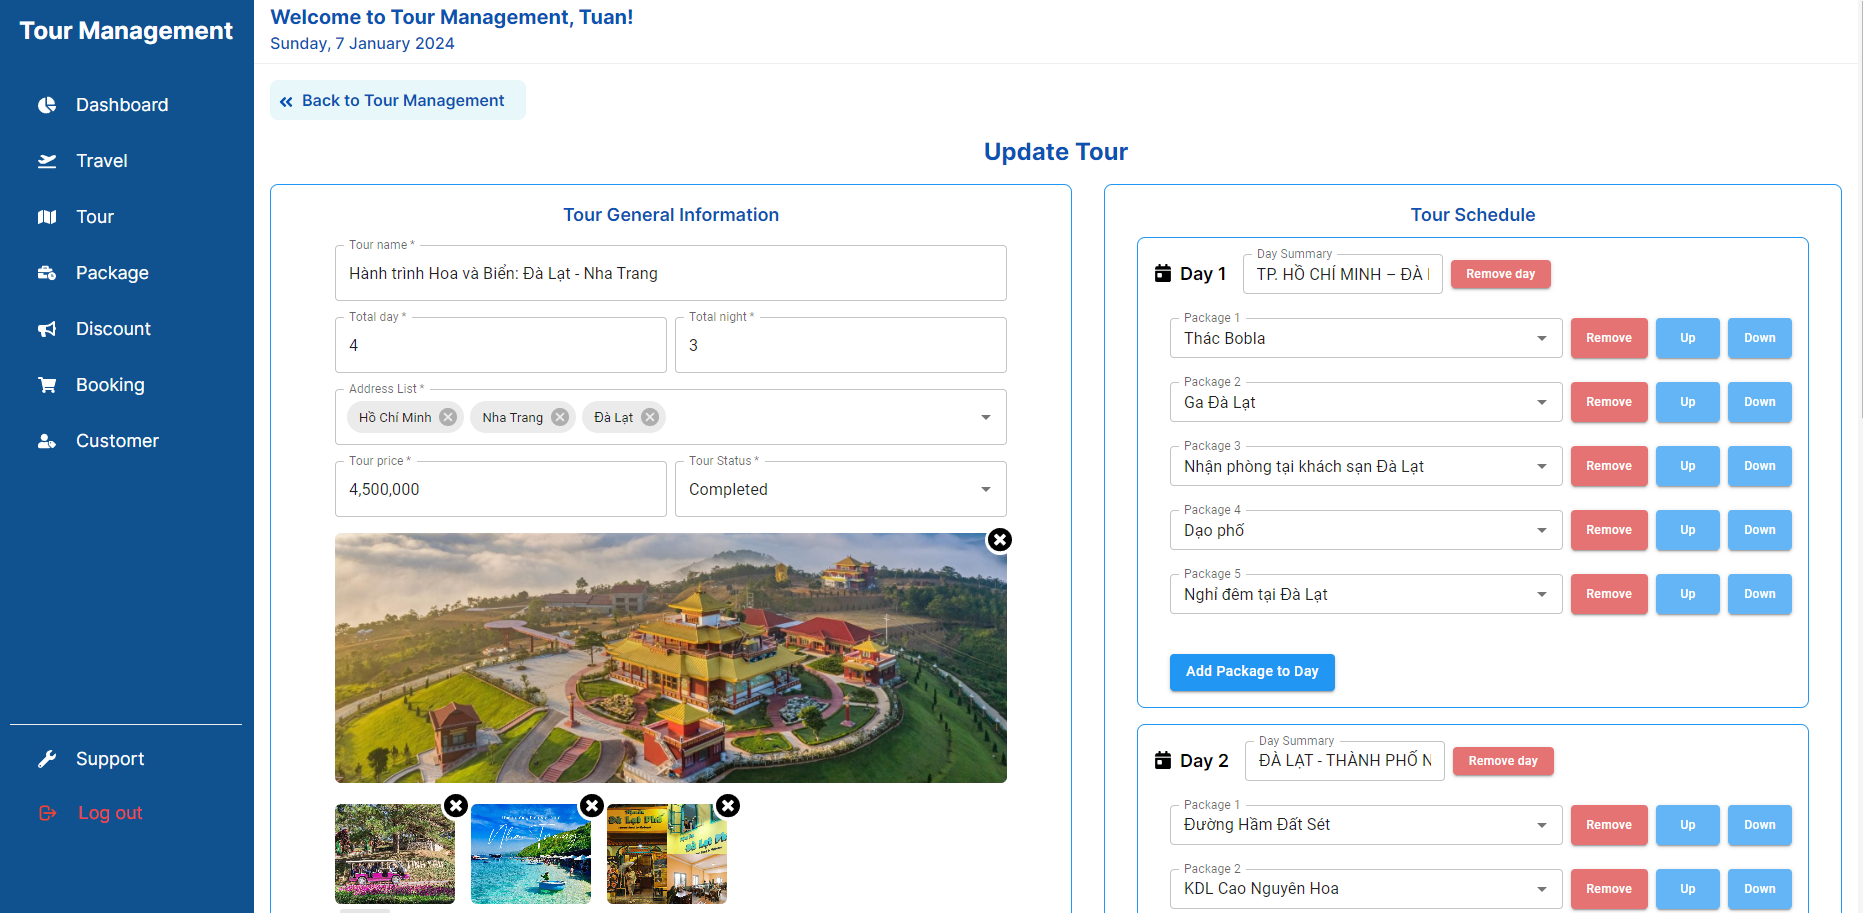 Tour Management
Dashboard
Travel
Tour
Package
Discount
Booking
Customer
Support
Log out
Welcome to Tour Management, Tuan!
Sunday, 7 January 2024
Back to Tour Management
Update Tour
Tour General Information
Tour name *
Hành trình Hoa và Biển: Đà Lạt - Nha Trang
Total day *
4
Total night *
3
Address List *
Hồ Chí Minh
Nha Trang
Đà Lạt
Tour price *
4,500,000
Tour Status *
Completed
Nha Trang
Đà Lạt Phố
Đà Lạt Phố
Tour Schedule
Day 1
Day Summary
TP. HỒ CHÍ MINH – ĐÀ
Remove day
Package 1
Thác Bobla
Remove
Up
Down
Package 2
Ga Đà Lạt
Remove
Up
Down
Package 3
Nhận phòng tại khách sạn Đà Lạt
Remove
Up
Down
Package 4
Dạo phố
Remove
Up
Down
Package 5
Nghỉ đêm tại Đà Lạt
Remove
Up
Down
Add Package to Day
Day 2
Day Summary
ĐÀ LẠT - THÀNH PHỐ
Remove day
Package 1
Đường Hầm Đất Sét
Remove
Up
Down
Package 2
KDL Cao Nguyên Hoa
Remove
Up
Down